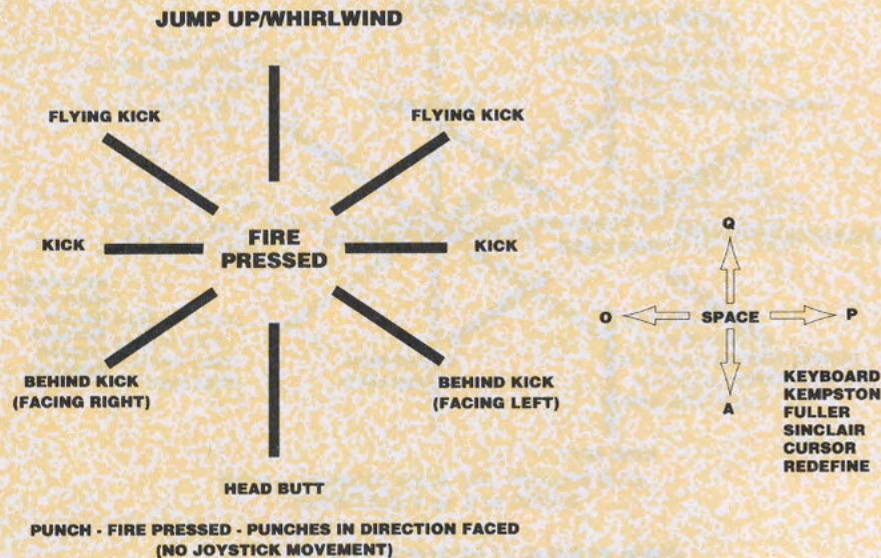 JUMP UP/WHIRLWIND
FLYING KICK
FLYING KICK
KICK
FIRE
PRESSED
KICK
BEHIND KICK
(FACING RIGHT)
BEHIND KICK
(FACING LEFT)
HEAD BUTT
PUNCH - FIRE PRESSED - PUNCHES IN DIRECTION FACED
(NO JOYSTICK MOVEMENT)
Q
O
SPACE
P
A
KEYBOARD
KEMPSTON
FULLER
SINCLAIR
CURSOR
REDEFINE